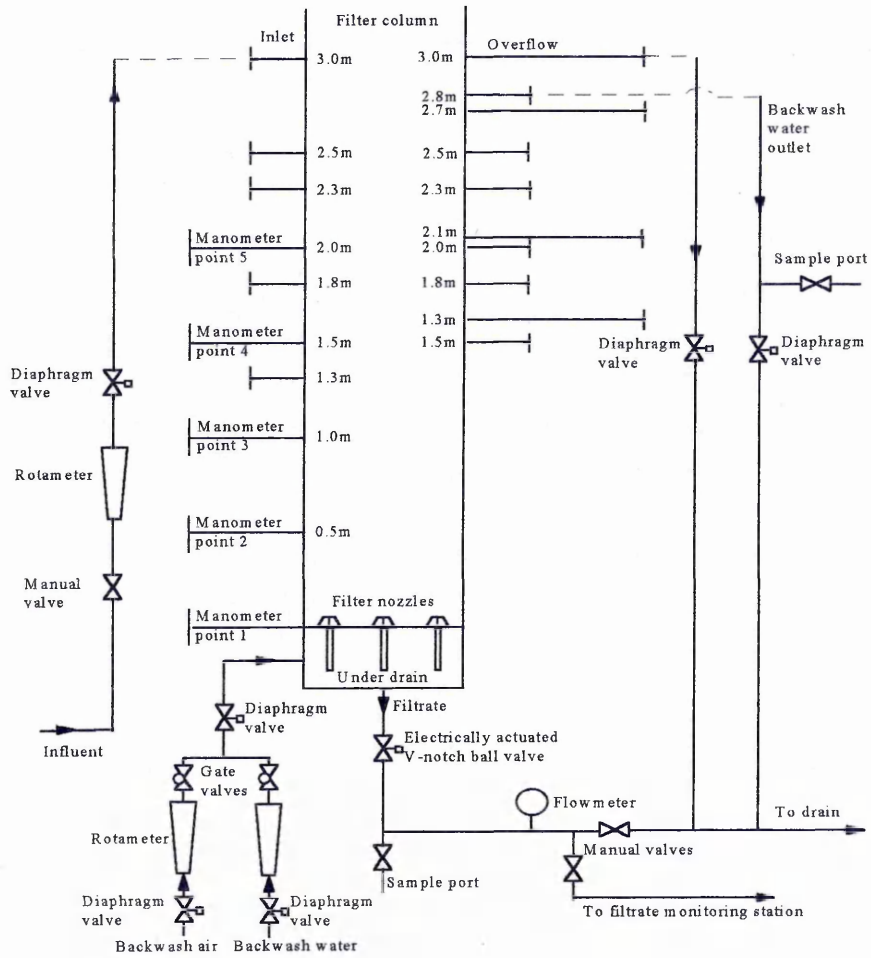 Filter column
Inlet
Overflow
3.0m
3.0m
2.8m
2.7m
Backwash
water
outlet
2.5m
2.5m
2.3m
2.3m
2.1m
Manometer
point 5
2.0m
2.0m
Sample port
1.8m
1.8m
1.3m
Manometer
point 4
1.5m
1.5m
Diaphragm
valve
Diaphragm
valve
Diaphragm
valve
1.3m
Manometer
point 3
1.0m
Rotameter
Manometer
point 2
0.5m
Manual
valve
Filter nozzles
Manometer
point 1
Under drain
Filtrate
Diaphragm
valve
Electrically actuated
V-notch ball valve
Influent
Gate
valves
Flowmeter
To drain
Rotameter
Manual valves
Sample port
Diaphragm
valve
Diaphragm
valve
To filtrate monitoring station
Backwash air
Backwash water